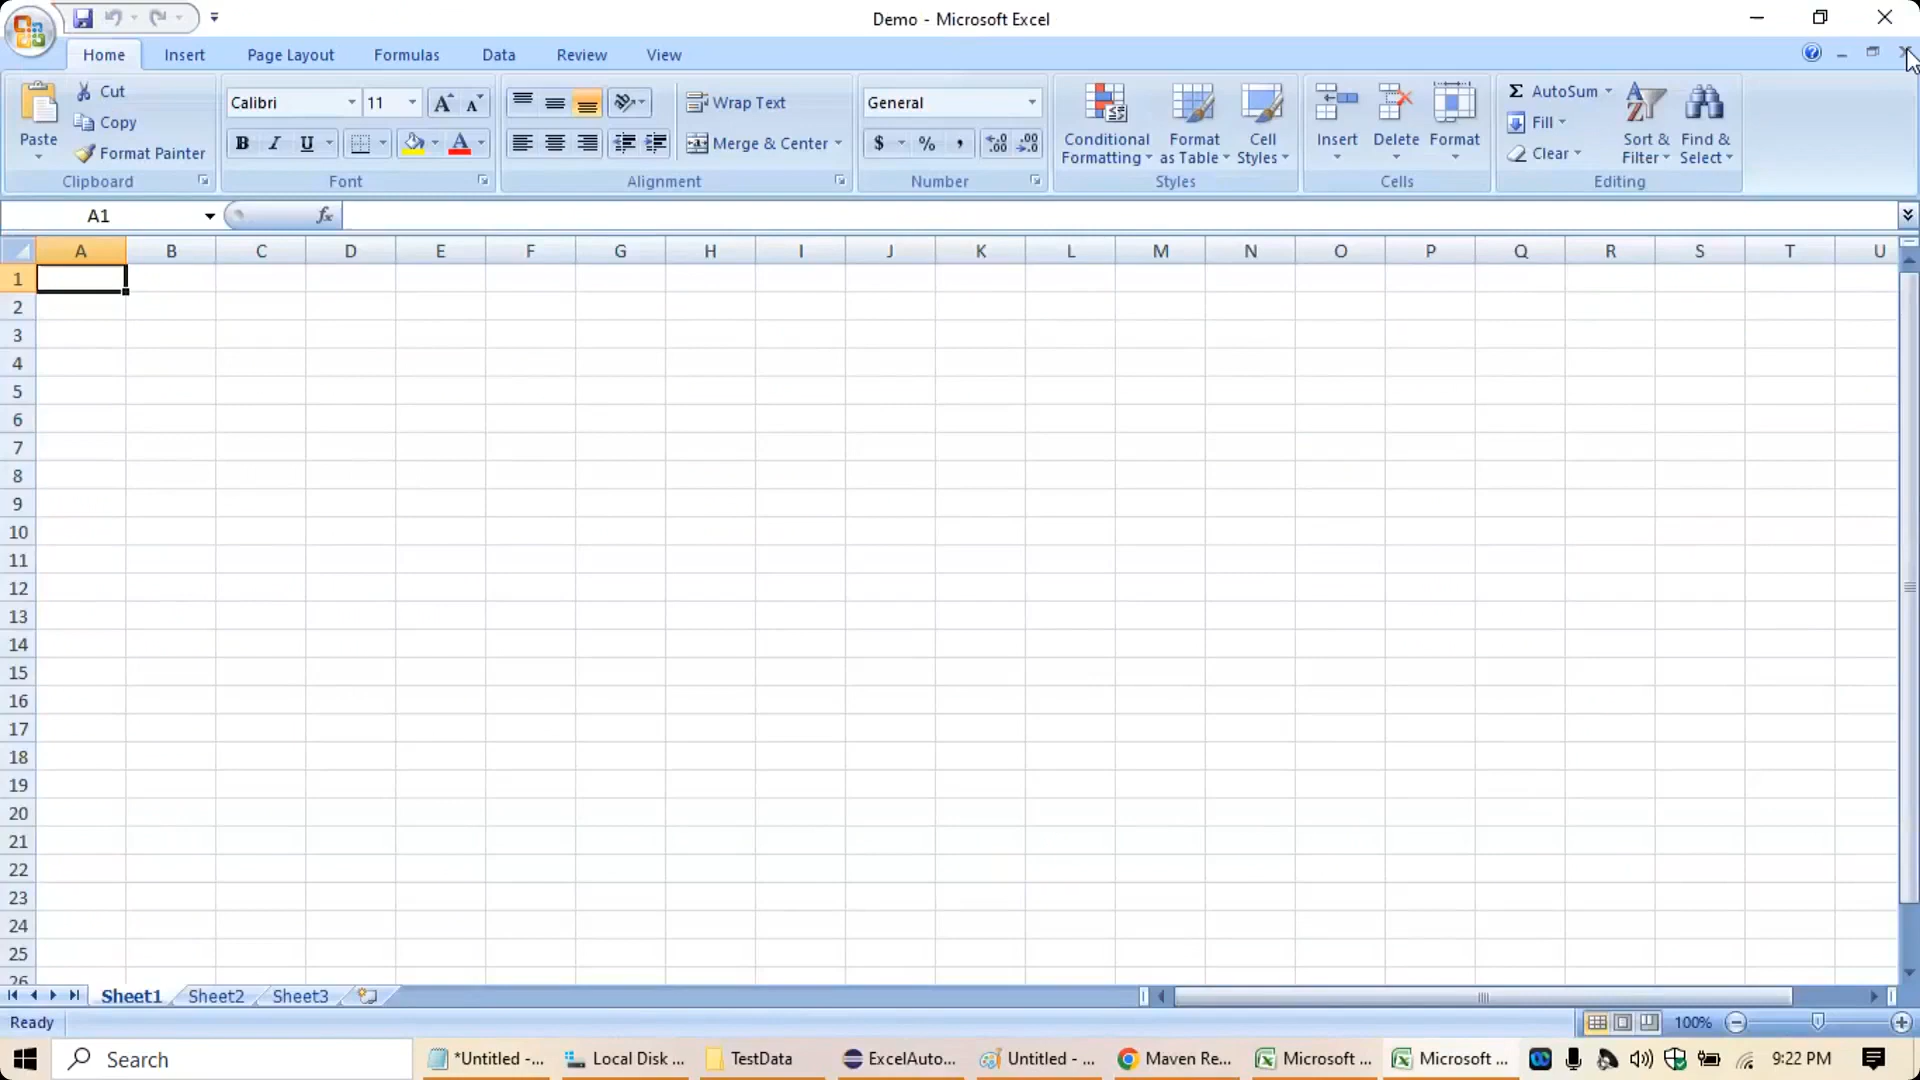 Demo - Microsoft Excel
Home Insert Page Layout Formulas Data Review View
Paste
Cut
Copy
Format Painter
Clipboard
Calibri 11
B I U
Font
Wrap Text
Merge & Center
Alignment
General
$ % ,
Number
Conditional Formatting
Format as Table
Cell Styles
Styles
Insert Delete Format
Cells
Σ AutoSum
Fill
Clear
Sort & Filter
Find & Select
Editing
A1 fx
A B C D E F G H I J K L M N O P Q R S T U
1
2
3
4
5
6
7
8
9
10
11
12
13
14
15
16
17
18
19
20
21
22
23
24
25
26
Sheet1 Sheet2 Sheet3
Ready 100%
Search *Untitled -... Local Disk ... TestData ExcelAuto... Untitled - ... Maven Re... Microsoft ... Microsoft ... 9:22 PM